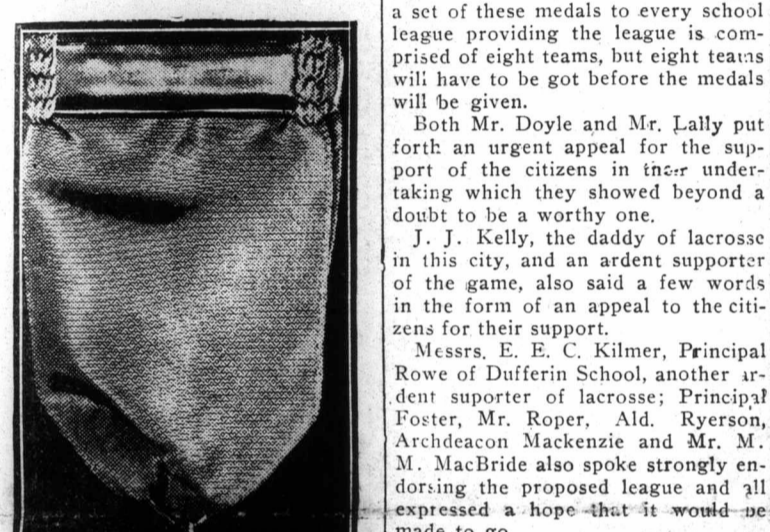 a set of these medals to every school
league providing the league is com-
prised of eight teams, but eight teams
will have to be got before the medals
will be given.
Both Mr. Doyle and Mr. Lally put
forth an urgent appeal for the sup-
port of the citizens in their under-
taking which they showed beyond a
doubt to be a worthy one.
J. J. Kelly, the daddy of lacrosse
in this city, and an ardent supporter
of the game, also said a few words
in the form of an appeal to the citi-
zens for their support.
Messrs. E. E. C. Kilmer, Principal
Rowe of Dufferin School, another ar-
dent suporter of lacrosse; Principal
Foster, Mr. Roper, Ald. Ryerson,
Archdeacon Mackenzie and Mr. M.
M. MacBride also spoke strongly en-
dorsing the proposed league and all
expressed a hope that it would be
made to go